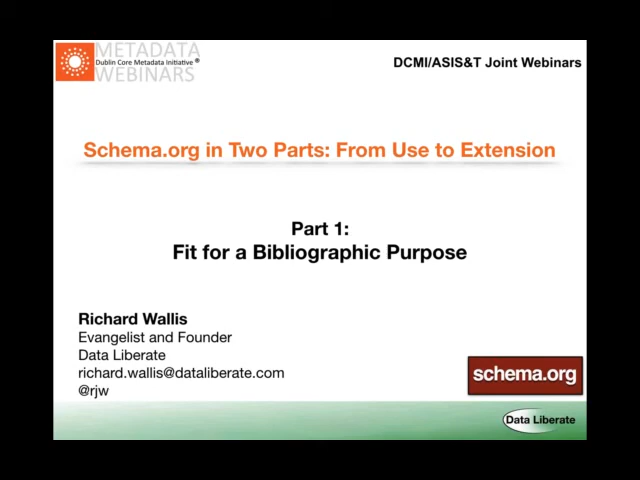 METADATA
Dublin Core Metadata Initiative ®
WEBINARS
DCMI/ASIS&T Joint Webinars
Schema.org in Two Parts: From Use to Extension
Part 1:
Fit for a Bibliographic Purpose
Richard Wallis
Evangelist and Founder
Data Liberate
richard.wallis@dataliberate.com
@rjw
schema.org
Data Liberate